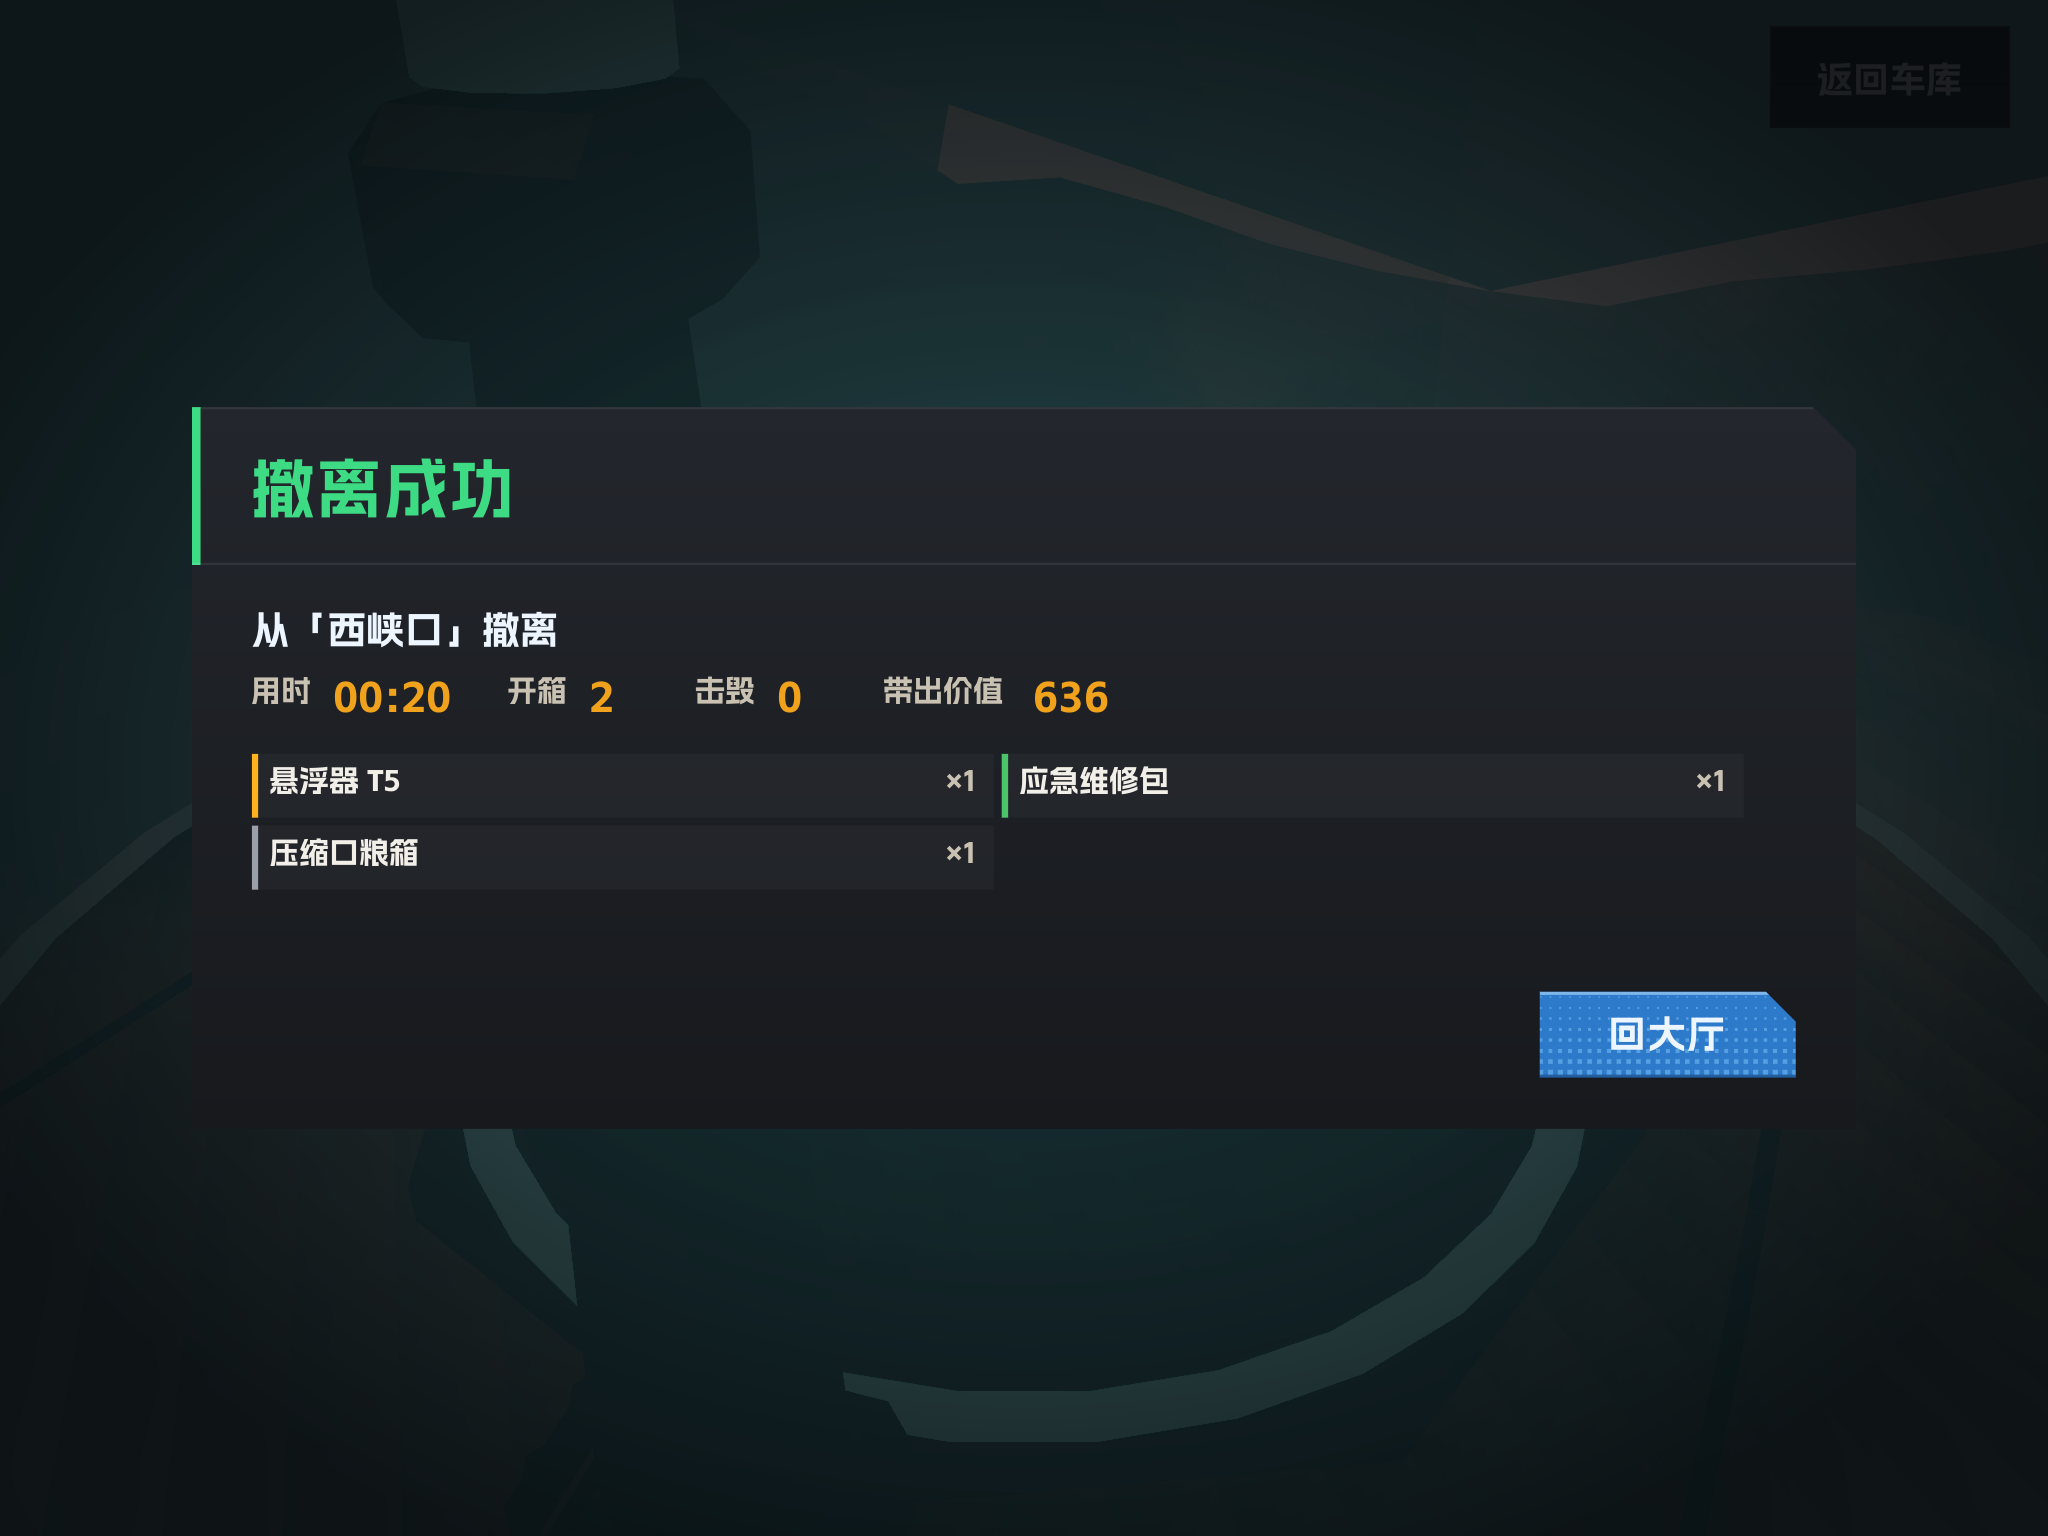 返回车库
撤离成功
从「西峡口」撤离
用时 00:20 开箱 2 击毁 0 带出价值 636
悬浮器 T5 ×1 应急维修包 ×1
压缩口粮箱 ×1
回大厅